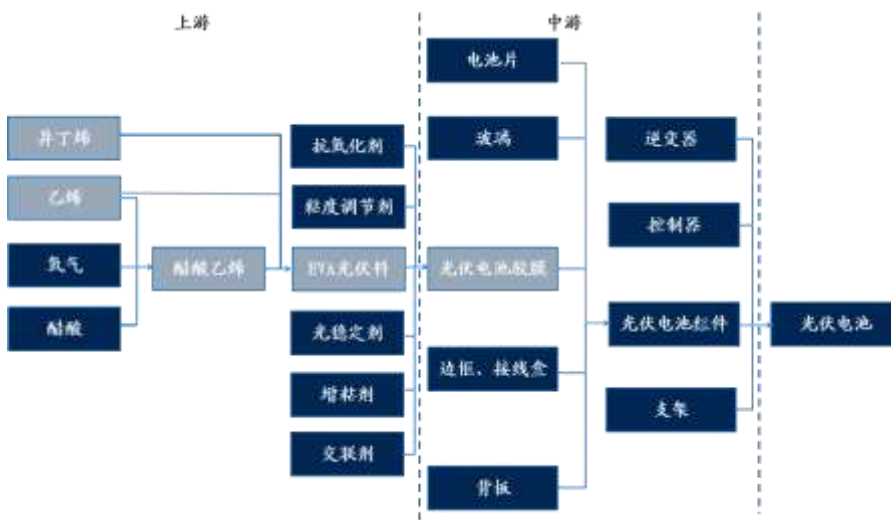 上游
中游
电池片
异丁烯
抗氧化剂
玻璃
逆变器
乙烯
粘度调节剂
控制器
氧气
醋酸乙烯
EVA光伏料
光伏电池胶膜
醋酸
光稳定剂
光伏电池组件
光伏电池
边框、接线盒
增粘剂
支架
交联剂
背板